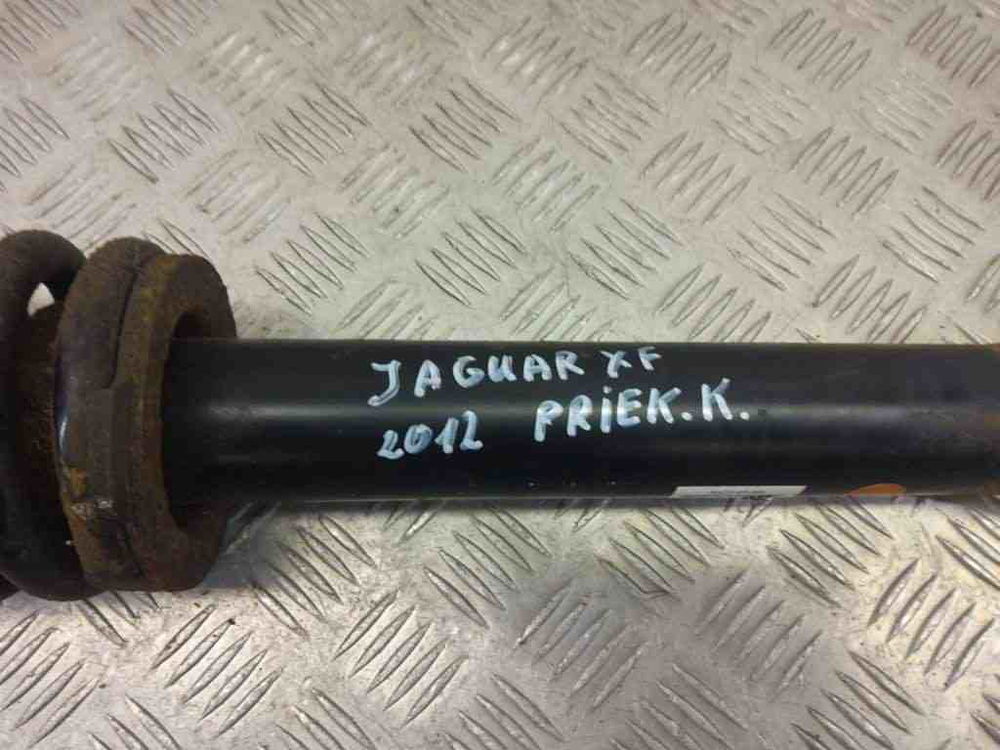 JAGUAR XF
2012 PRIEK.K.